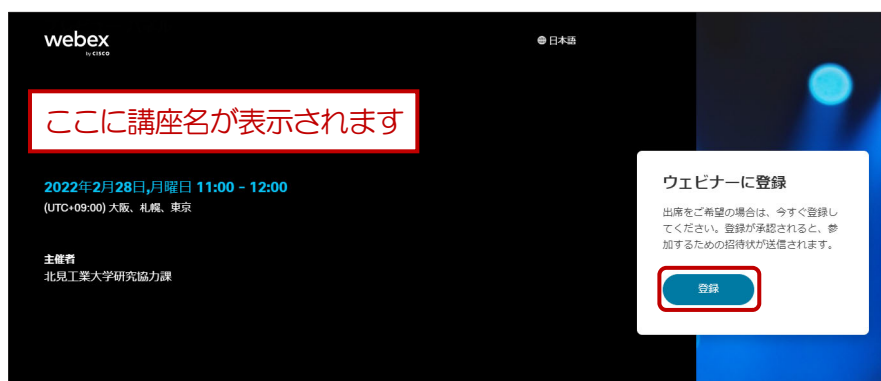 webex
by CISCO
日本語
ここに講座名が表示されます
2022年2月28日,月曜日 11:00 - 12:00
(UTC+09:00) 大阪、札幌、東京
主催者
北見工業大学研究協力課
ウェビナーに登録
出席をご希望の場合は、今すぐ登録し
てください。登録が承認されると、参
加するための招待状が送信されます。
登録